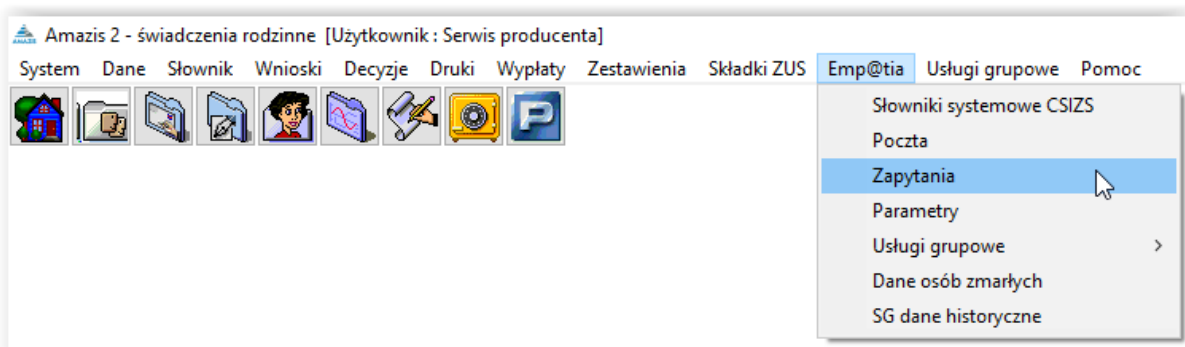 Amazis 2 - świadczenia rodzinne [Użytkownik : Serwis producenta]
System Dane Słownik Wnioski Decyzje Druki Wypłaty Zestawienia Składki ZUS Emp@tia Usługi grupowe Pomoc
Słowniki systemowe CSIZS
Poczta
Zapytania
Parametry
Usługi grupowe
Dane osób zmarłych
SG dane historyczne